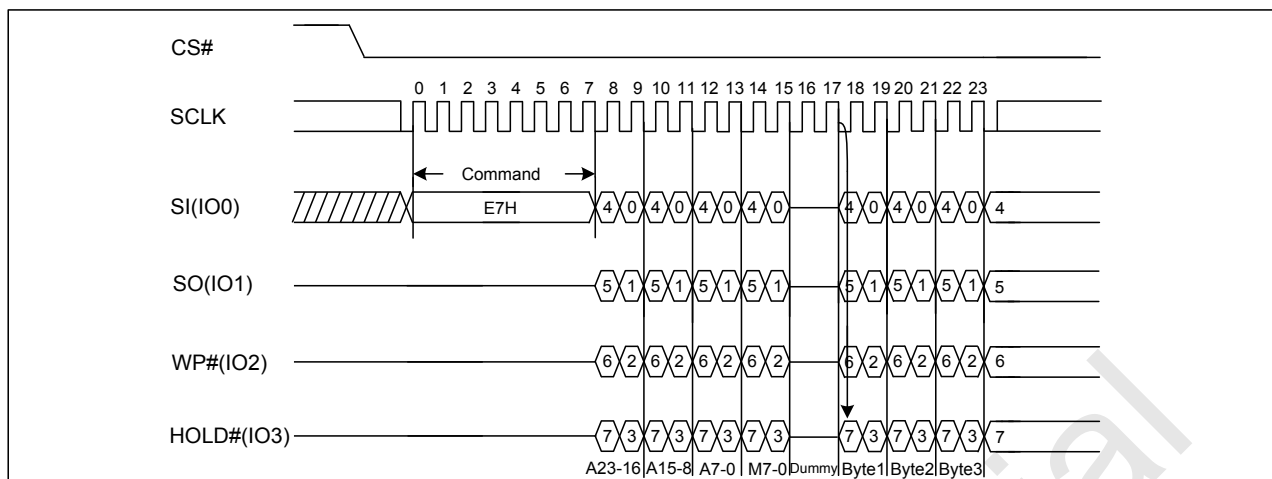 CS#
0 1 2 3 4 5 6 7 8 9 10 11 12 13 14 15 16 17 18 19 20 21 22 23
SCLK
Command
SI(IO0) E7H 4 0 4 0 4 0 4 0 4 0 4 0 4 0 4
SO(IO1) 5 1 5 1 5 1 5 1 5 1 5 1 5 1 5
WP#(IO2) 6 2 6 2 6 2 6 2 6 2 6 2 6 2 6
HOLD#(IO3) 7 3 7 3 7 3 7 3 7 3 7 3 7 3 7
A23-16 A15-8 A7-0 M7-0 Dummy Byte1 Byte2 Byte3